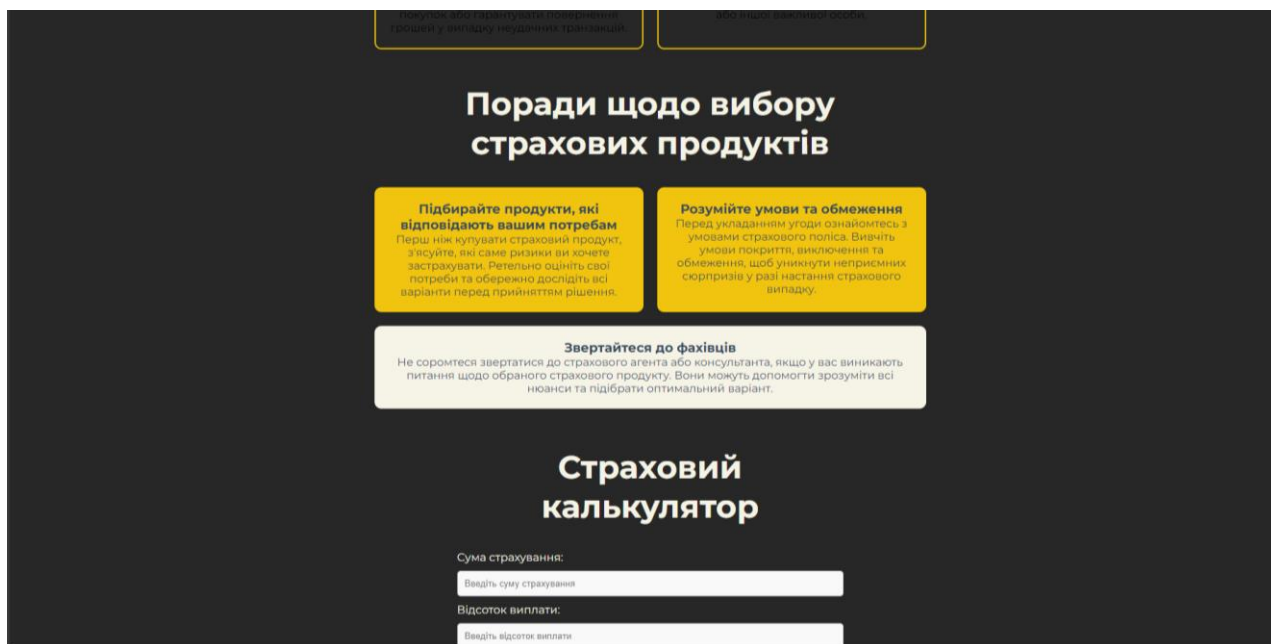 покупок або гарантувати повернення
грошей у випадку неудачних транзакцій.
або іншої важливої особи.
Поради щодо вибору
страхових продуктів
Підбирайте продукти, які
відповідають вашим потребам
Перш ніж купувати страховий продукт,
з'ясуйте, які саме ризики ви хочете
застрахувати. Ретельно оцініть свої
потреби та обережно дослідіть всі
варіанти перед прийняттям рішення.
Розумійте умови та обмеження
Перед укладанням угоди ознайомтесь з
умовами страхового поліса. Вивчіть
умови покриття, виключення та
обмеження, щоб уникнути неприємних
сюрпризів у разі настання страхового
випадку.
Звертайтеся до фахівців
Не соромтеся звертатися до страхового агента або консультанта, якщо у вас виникають
питання щодо обраного страхового продукту. Вони можуть допомогти зрозуміти всі
нюанси та підібрати оптимальний варіант.
Страховий
калькулятор
Сума страхування:
Введіть суму страхування
Відсоток виплати:
Введіть відсоток виплати